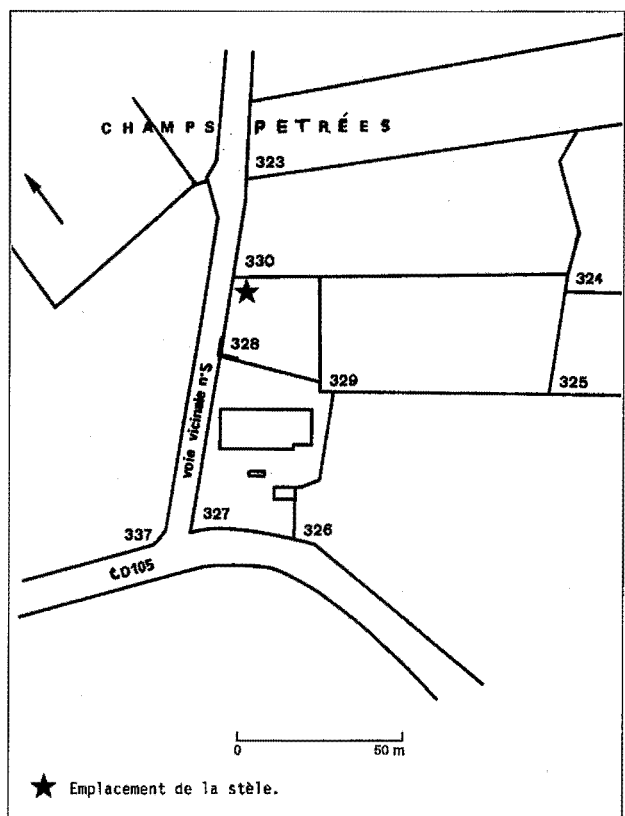 CHAMPS PETRÉES
323
330
324
328
329
325
voie vicinale n°5
327
337
326
CD105
0 50 m
★ Emplacement de la stèle.